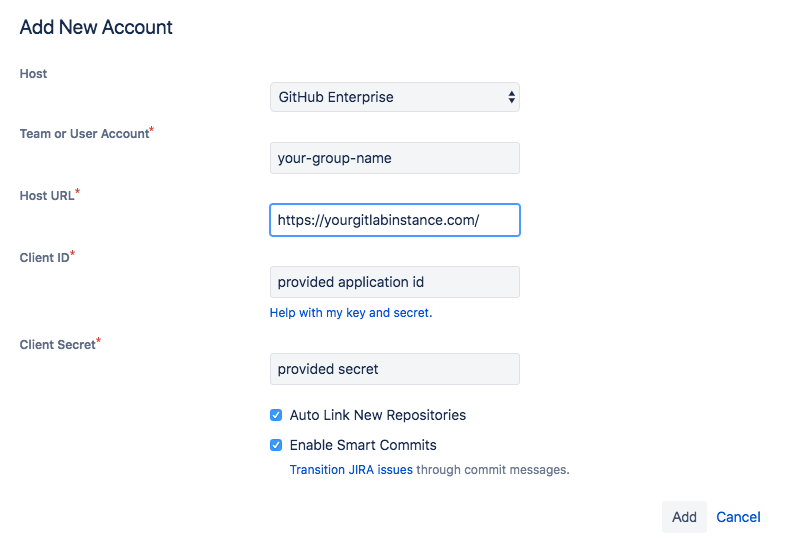 Add New Account
Host
GitHub Enterprise
Team or User Account*
your-group-name
Host URL*
https://yourgitlabinstance.com/
Client ID*
provided application id
Help with my key and secret.
Client Secret*
provided secret
Auto Link New Repositories
Enable Smart Commits
Transition JIRA issues through commit messages.
Add Cancel